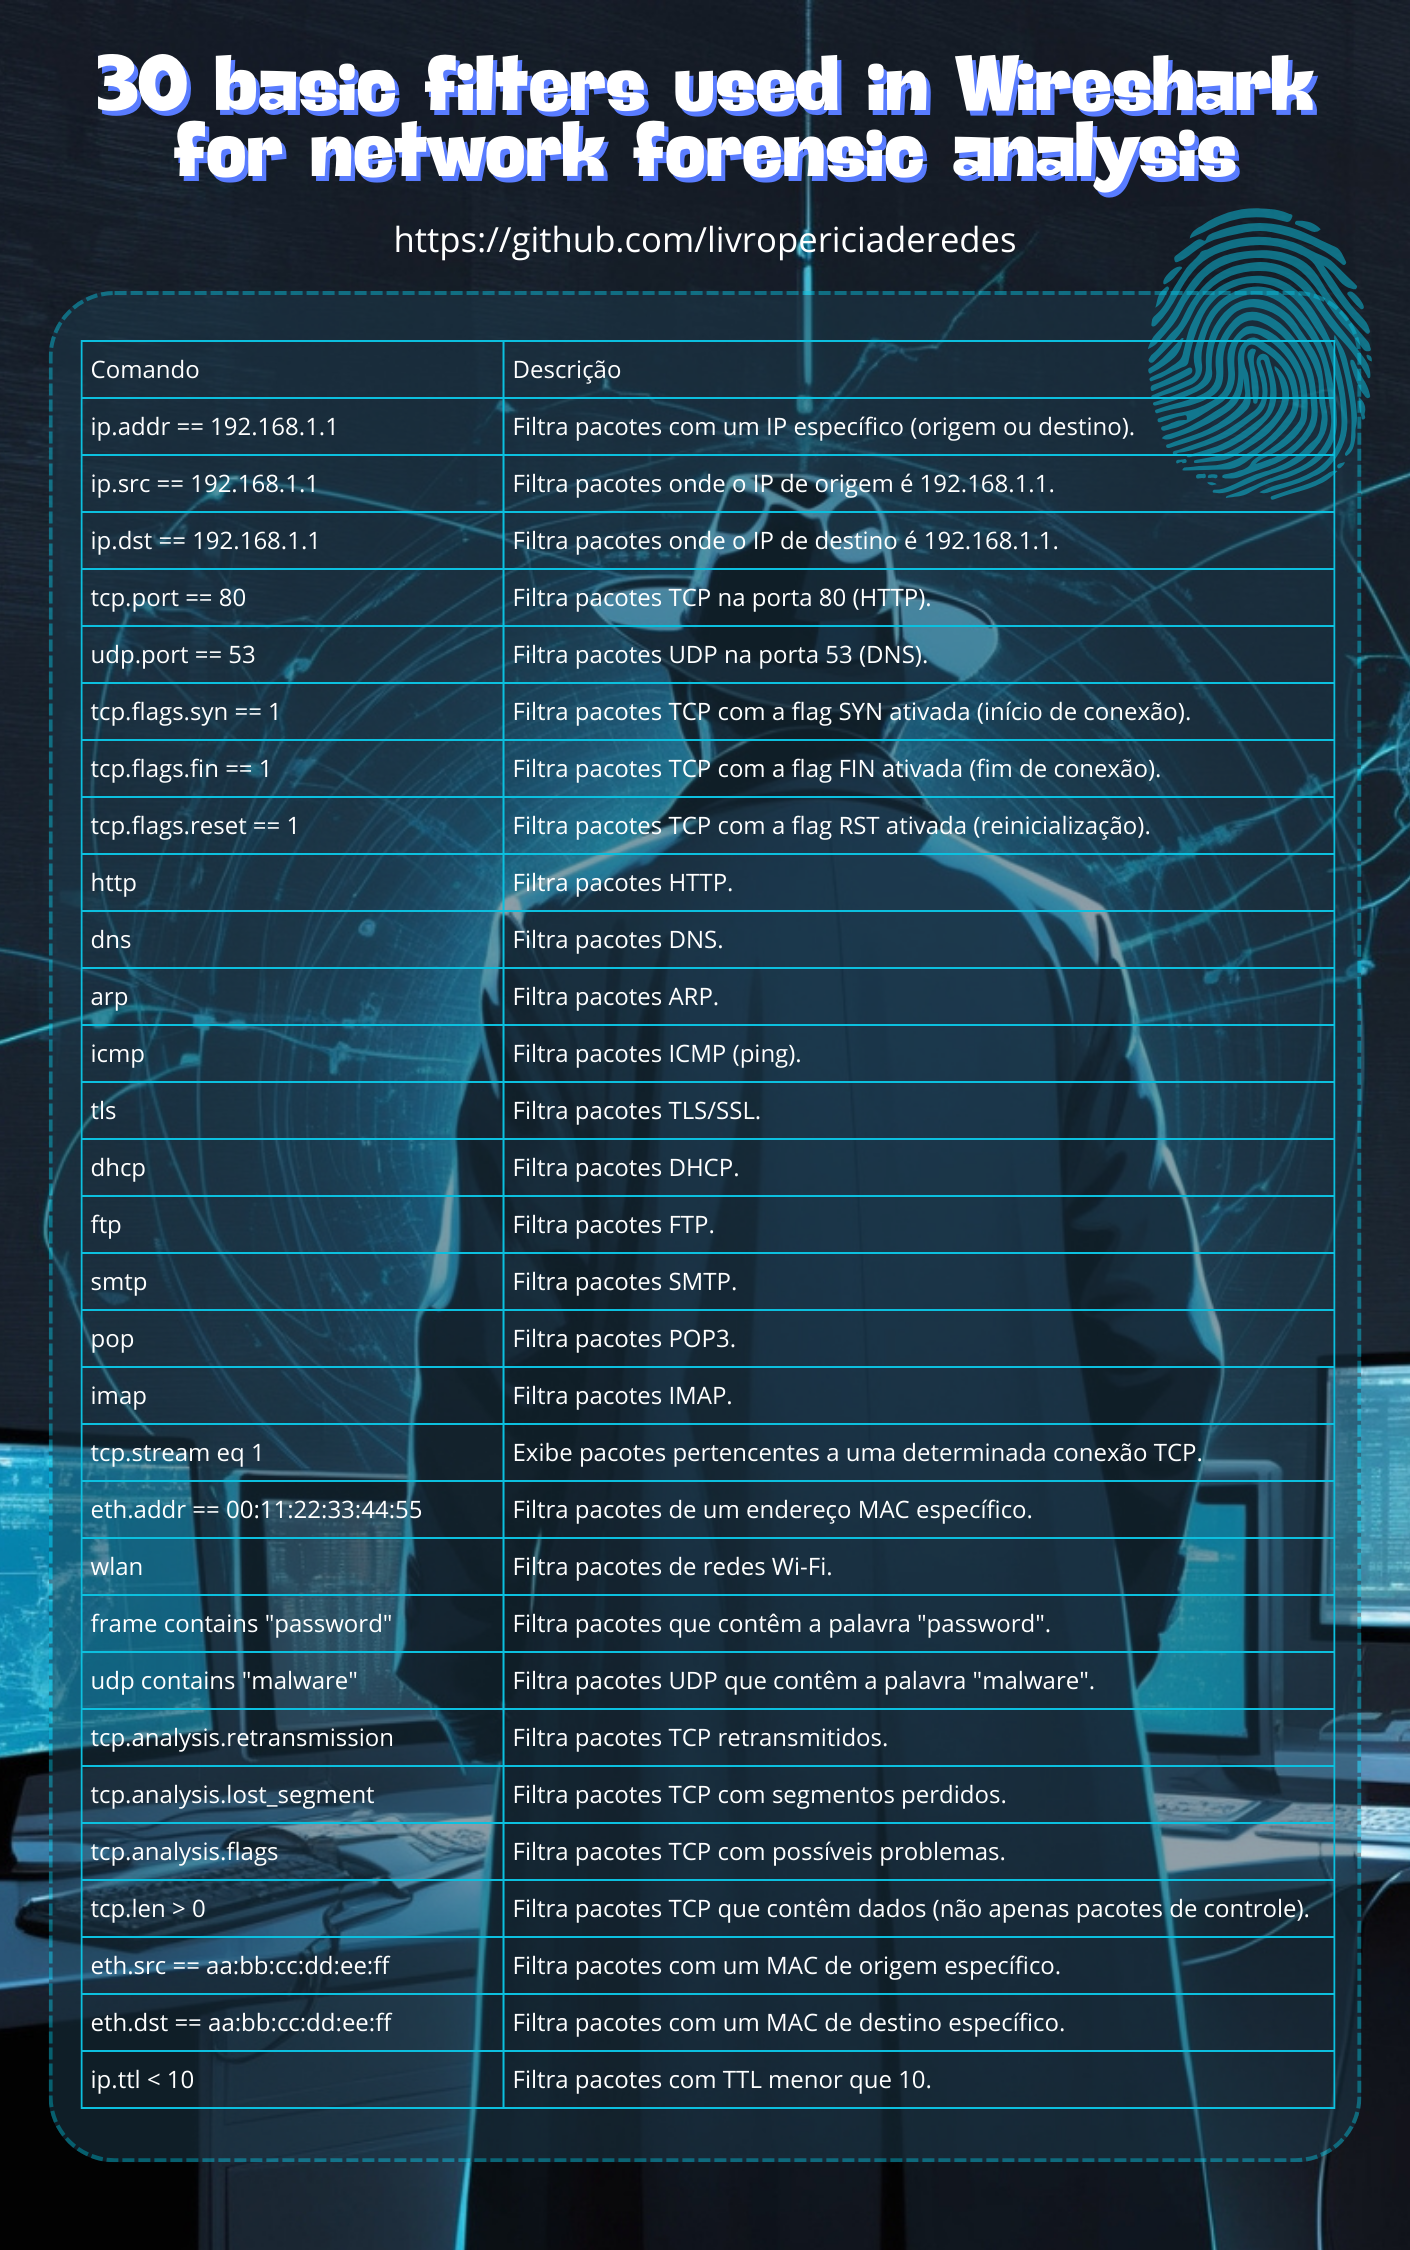 30 basic filters used in Wireshark
for network forensic analysis
https://github.com/livropericiaderedes
Comando Descrição
ip.addr == 192.168.1.1 Filtra pacotes com um IP específico (origem ou destino).
ip.src == 192.168.1.1 Filtra pacotes onde o IP de origem é 192.168.1.1.
ip.dst == 192.168.1.1 Filtra pacotes onde o IP de destino é 192.168.1.1.
tcp.port == 80 Filtra pacotes TCP na porta 80 (HTTP).
udp.port == 53 Filtra pacotes UDP na porta 53 (DNS).
tcp.flags.syn == 1 Filtra pacotes TCP com a flag SYN ativada (início de conexão).
tcp.flags.fin == 1 Filtra pacotes TCP com a flag FIN ativada (fim de conexão).
tcp.flags.reset == 1 Filtra pacotes TCP com a flag RST ativada (reinicialização).
http Filtra pacotes HTTP.
dns Filtra pacotes DNS.
arp Filtra pacotes ARP.
icmp Filtra pacotes ICMP (ping).
tls Filtra pacotes TLS/SSL.
dhcp Filtra pacotes DHCP.
ftp Filtra pacotes FTP.
smtp Filtra pacotes SMTP.
pop Filtra pacotes POP3.
imap Filtra pacotes IMAP.
tcp.stream eq 1 Exibe pacotes pertencentes a uma determinada conexão TCP.
eth.addr == 00:11:22:33:44:55 Filtra pacotes de um endereço MAC específico.
wlan Filtra pacotes de redes Wi-Fi.
frame contains "password" Filtra pacotes que contêm a palavra "password".
udp contains "malware" Filtra pacotes UDP que contêm a palavra "malware".
tcp.analysis.retransmission Filtra pacotes TCP retransmitidos.
tcp.analysis.lost_segment Filtra pacotes TCP com segmentos perdidos.
tcp.analysis.flags Filtra pacotes TCP com possíveis problemas.
tcp.len > 0 Filtra pacotes TCP que contêm dados (não apenas pacotes de controle).
eth.src == aa:bb:cc:dd:ee:ff Filtra pacotes com um MAC de origem específico.
eth.dst == aa:bb:cc:dd:ee:ff Filtra pacotes com um MAC de destino específico.
ip.ttl < 10 Filtra pacotes com TTL menor que 10.